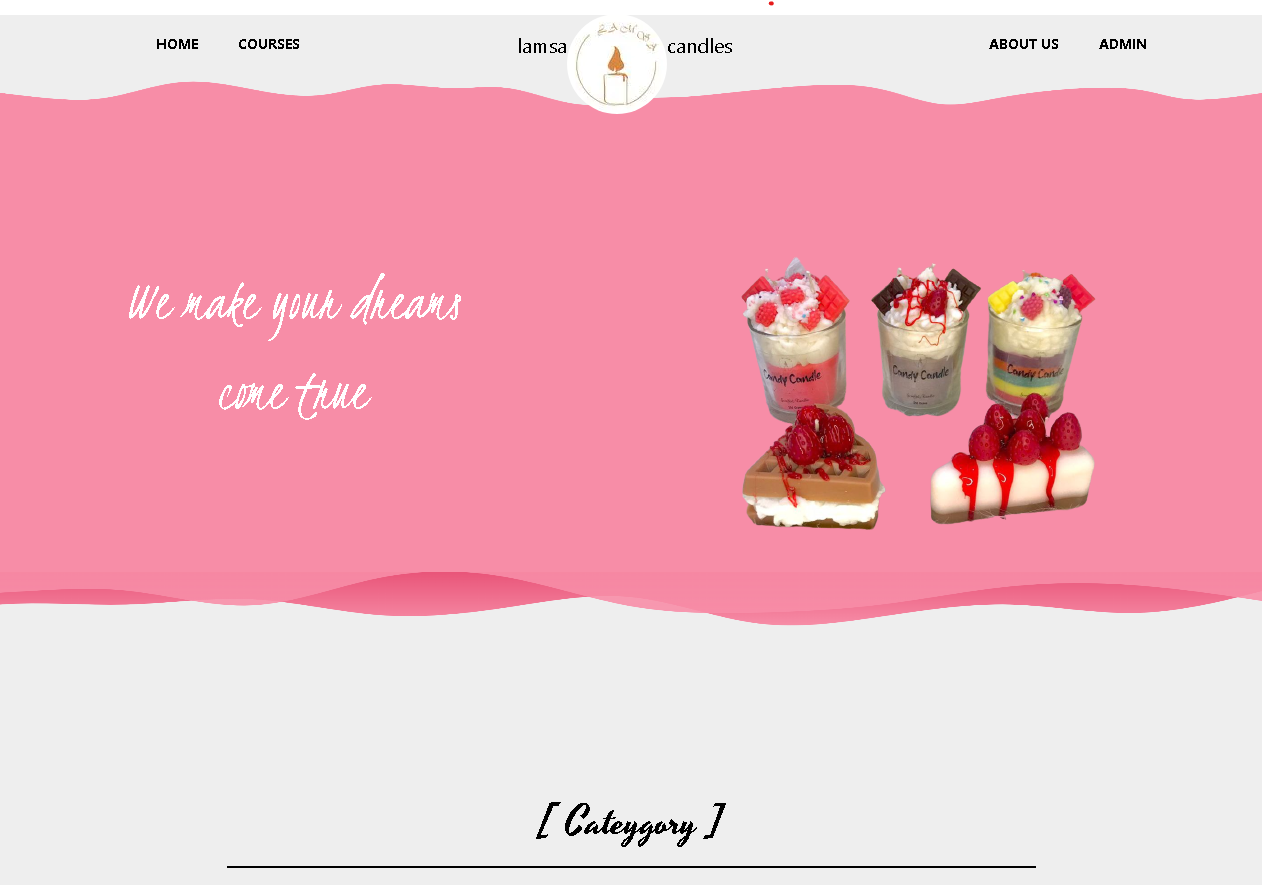 HOME COURSES lamsa candles ABOUT US ADMIN
LAMSA
We make your dreams
come true
Candy Candle
Candy Candle
Candy Candle
[ Cateygory ]